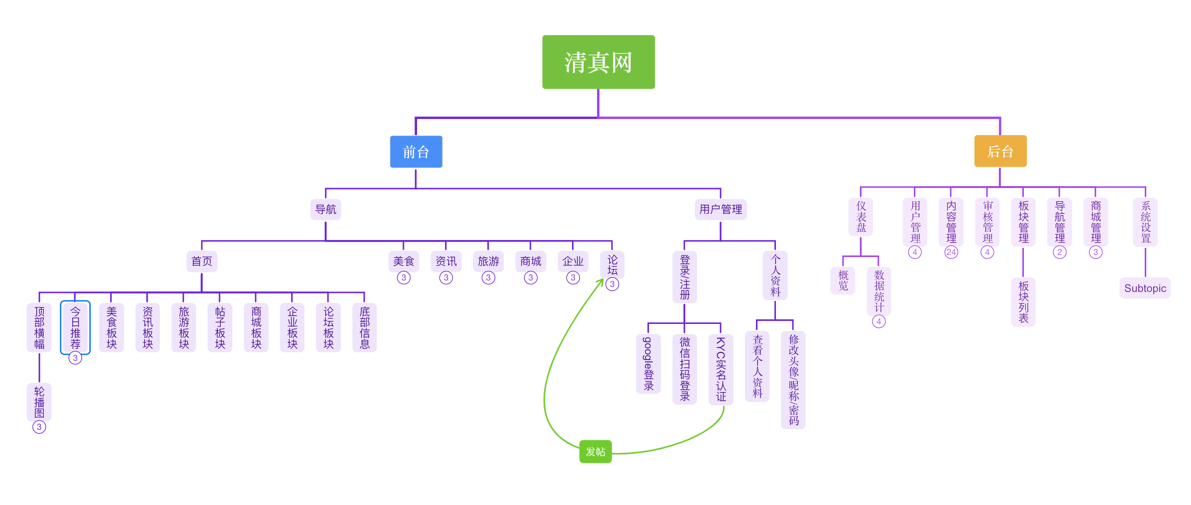 清真网
前台
后台
导航
用户管理
仪表盘
用户管理
4
内容管理
24
审核管理
4
板块管理
导航管理
2
商城管理
3
系统设置
首页
美食
3
资讯
3
旅游
3
商城
3
企业
3
论坛
3
登录/注册
个人资料
概览
数据统计
4
板块列表
Subtopic
顶部横幅
今日推荐
3
美食板块
资讯板块
旅游板块
帖子板块
商城板块
企业板块
论坛板块
底部信息
google登录
微信扫码登录
KYC实名认证
查看个人资料
修改头像/昵称/密码
轮播图
3
发帖